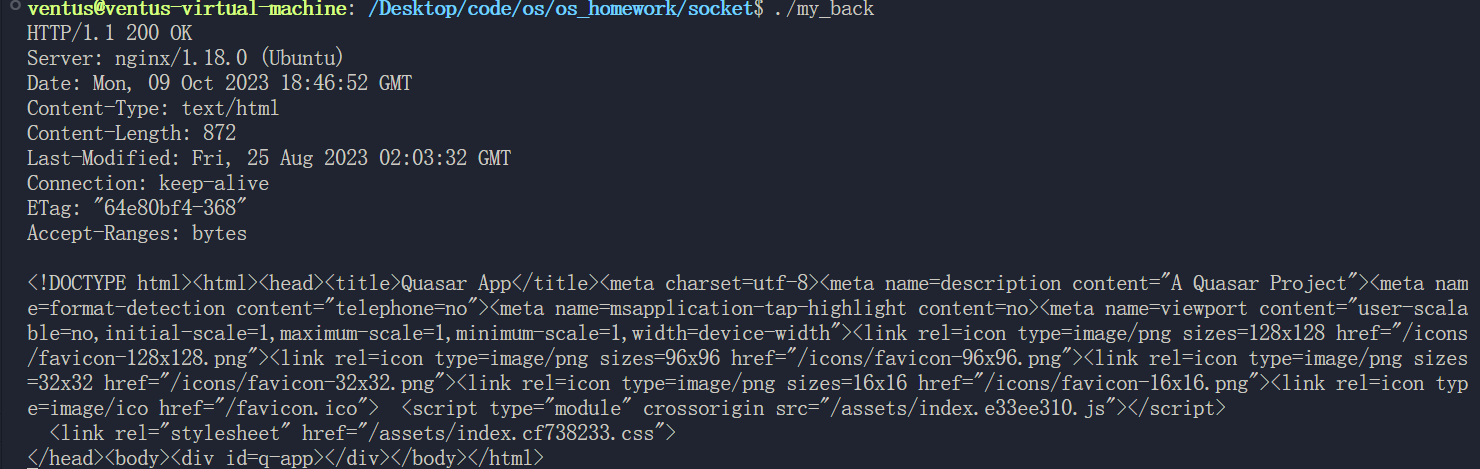 ventus@ventus-virtual-machine: /Desktop/code/os/os_homework/socket$ ./my_back
HTTP/1.1 200 OK
Server: nginx/1.18.0 (Ubuntu)
Date: Mon, 09 Oct 2023 18:46:52 GMT
Content-Type: text/html
Content-Length: 872
Last-Modified: Fri, 25 Aug 2023 02:03:32 GMT
Connection: keep-alive
ETag: "64e80bf4-368"
Accept-Ranges: bytes

<!DOCTYPE html><html><head><title>Quasar App</title><meta charset=utf-8><meta name=description content="A Quasar Project"><meta nam
e=format-detection content="telephone=no"><meta name=msapplication-tap-highlight content=no><meta name=viewport content="user-scala
ble=no,initial-scale=1,maximum-scale=1,minimum-scale=1,width=device-width"><link rel=icon type=image/png sizes=128x128 href="/icons
/favicon-128x128.png"><link rel=icon type=image/png sizes=96x96 href="/icons/favicon-96x96.png"><link rel=icon type=image/png sizes
=32x32 href="/icons/favicon-32x32.png"><link rel=icon type=image/png sizes=16x16 href="/icons/favicon-16x16.png"><link rel=icon typ
e=image/ico href="/favicon.ico">  <script type="module" crossorigin src="/assets/index.e33ee310.js"></script>
  <link rel="stylesheet" href="/assets/index.cf738233.css">
</head><body><div id=q-app></div></body></html>